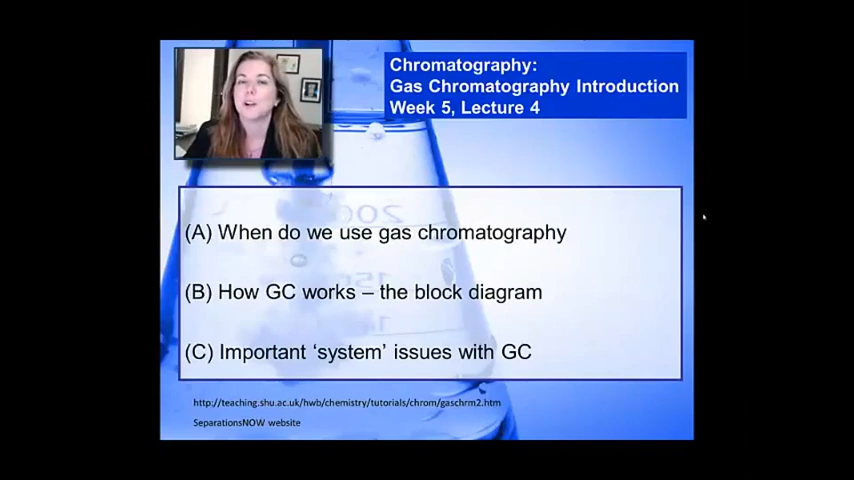 Chromatography:
Gas Chromatography Introduction
Week 5, Lecture 4
(A) When do we use gas chromatography
(B) How GC works – the block diagram
(C) Important ‘system’ issues with GC
http://teaching.shu.ac.uk/hwb/chemistry/tutorials/chrom/gaschrm2.htm
SeparationsNOW website